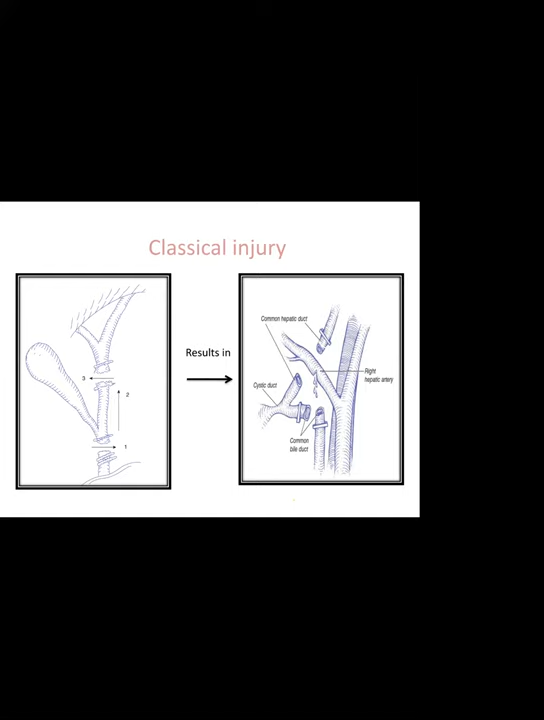 Classical injury
3
2
1
Results in
Common hepatic duct
Right
hepatic artery
Cystic duct
Common
bile duct